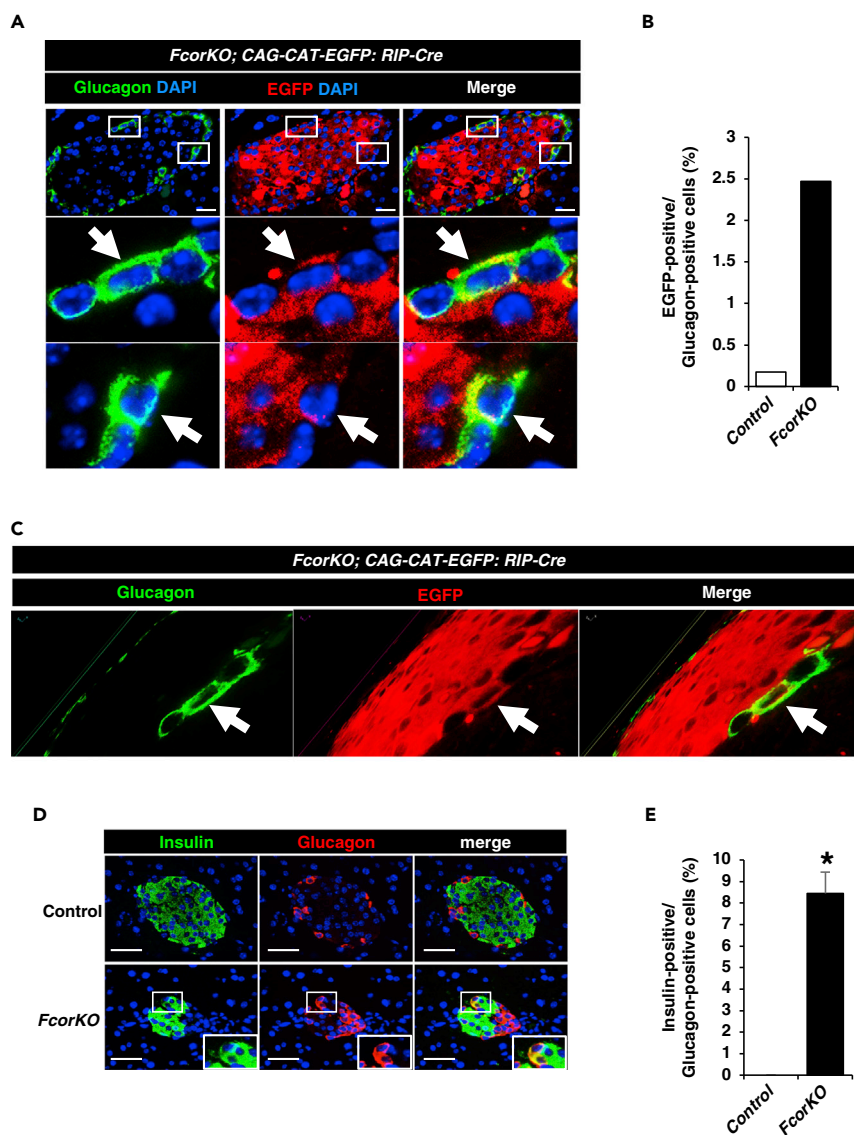 A
FcorKO; CAG-CAT-EGFP: RIP-Cre
Glucagon DAPI
EGFP DAPI
Merge
B
EGFP-positive/
Glucagon-positive cells (%)
3
2.5
2
1.5
1
0.5
0
Control
FcorKO
C
FcorKO; CAG-CAT-EGFP: RIP-Cre
Glucagon
EGFP
Merge
D
Insulin
Glucagon
merge
Control
FcorKO
E
Insulin-positive/
Glucagon-positive cells (%)
10
9
8
7
6
5
4
3
2
1
0
*
Control
FcorKO